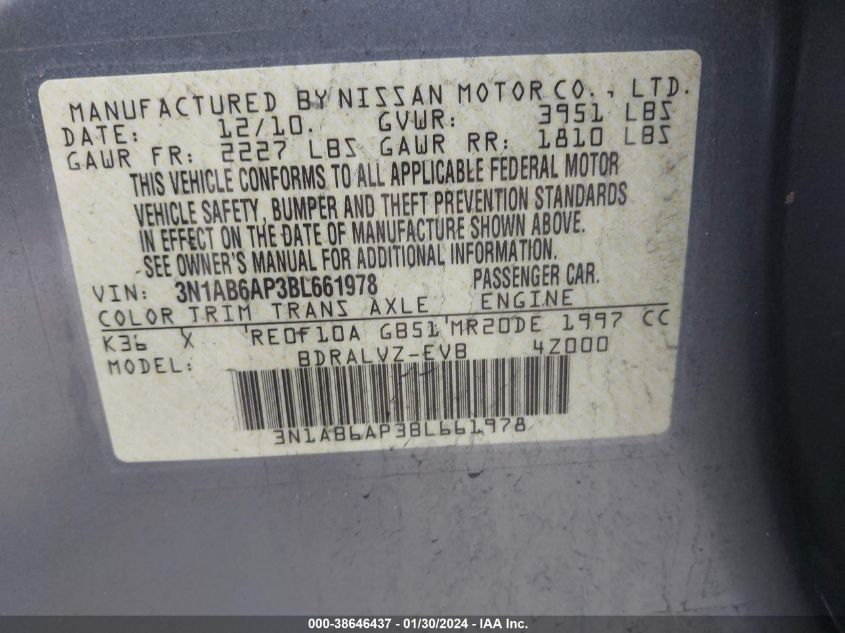 MANUFACTURED BY NISSAN MOTOR CO., LTD.
DATE: 12/10. GVWR: 3951 LBS
GAWR FR: 2227 LBS GAWR RR: 1810 LBS
THIS VEHICLE CONFORMS TO ALL APPLICABLE FEDERAL MOTOR
VEHICLE SAFETY, BUMPER AND THEFT PREVENTION STANDARDS
IN EFFECT ON THE DATE OF MANUFACTURE SHOWN ABOVE.
SEE OWNER'S MANUAL FOR ADDITIONAL INFORMATION.
VIN: 3N1AB6AP3BL661978 PASSENGER CAR.
COLOR TRIM TRANS AXLE ENGINE
K36 X RE0F10A GB51 MR20DE 1997 CC
MODEL: BDRALVZ-EVB 4Z000
3N1AB6AP3BL661978
000-38646437 - 01/30/2024 - IAA Inc.